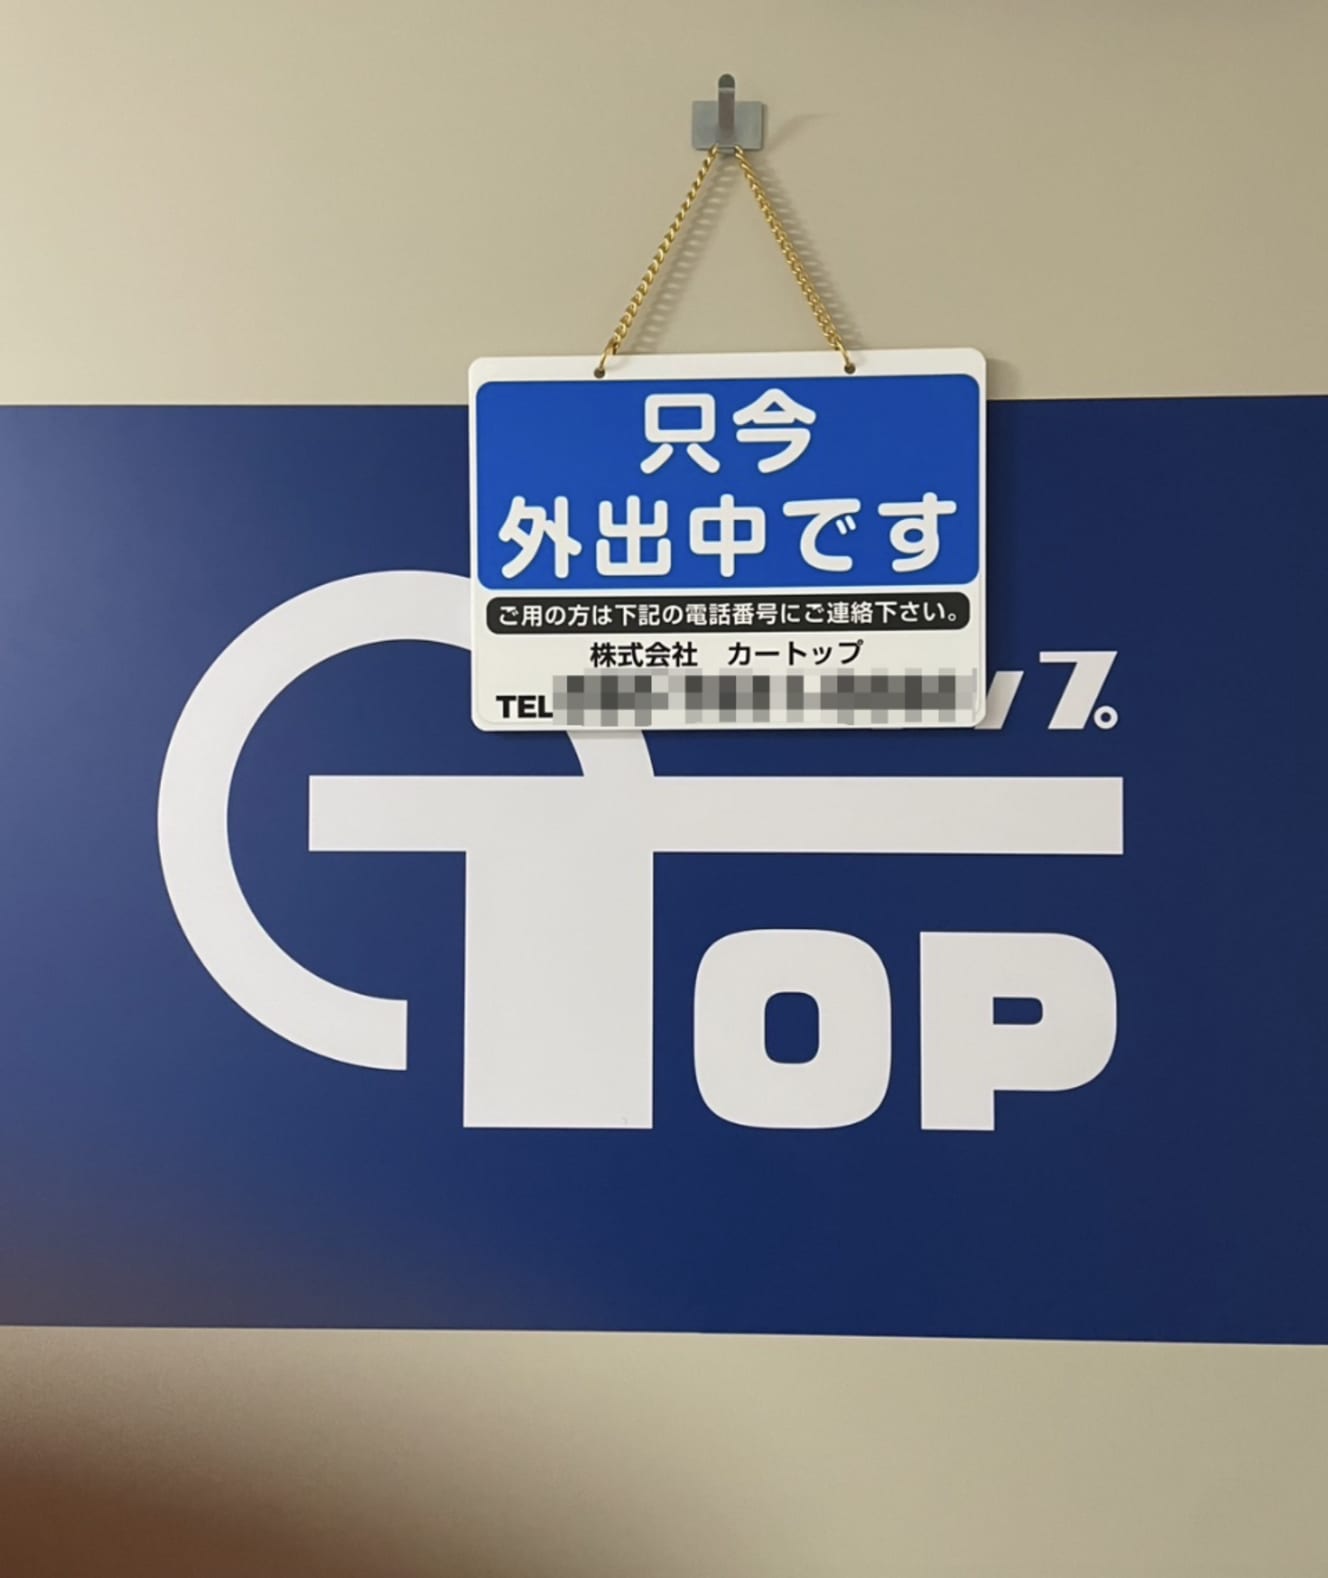 只今
外出中です
ご用の方は下記の電話番号にご連絡下さい。
株式会社　カートップ
TEL
プ
TOP